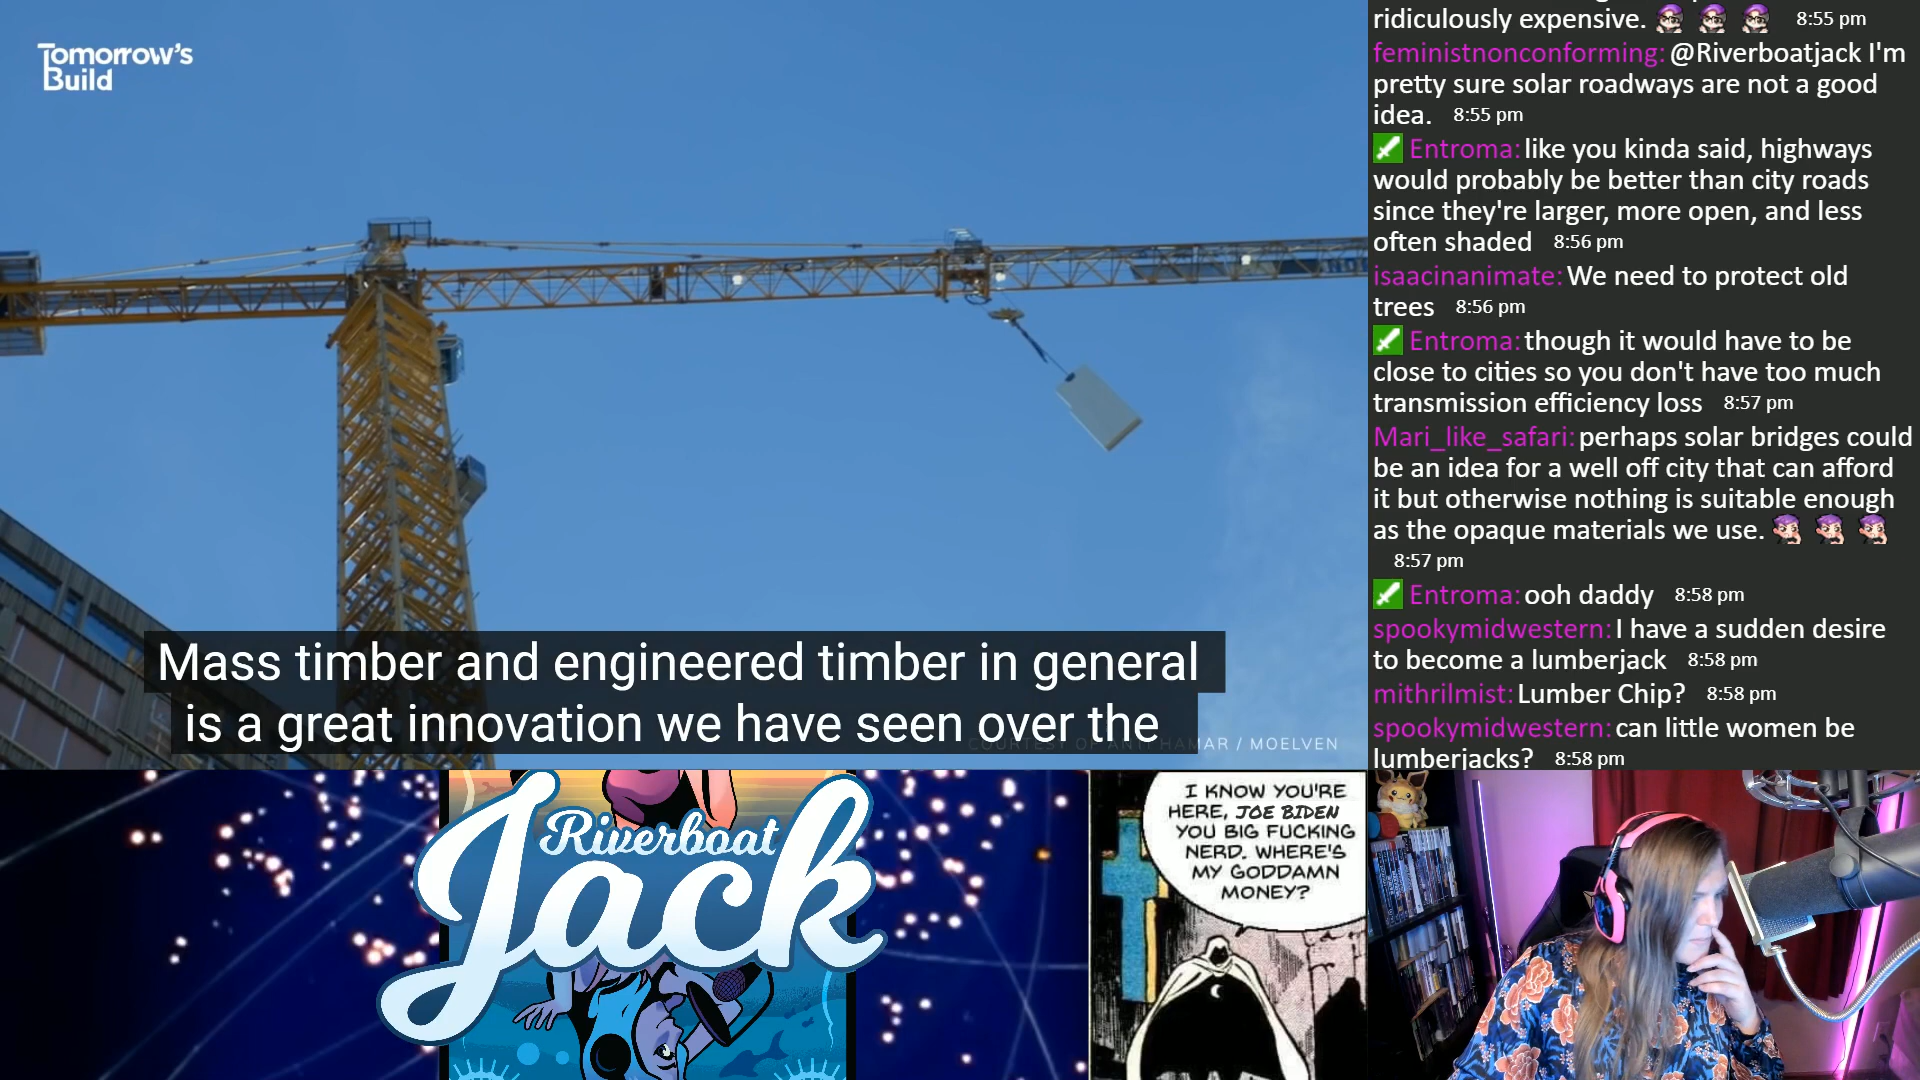 Tomorrow's
Build
Mass timber and engineered timber in general
is a great innovation we have seen over the
COURTESY OF ANTI HAMAR / MOELVEN
ridiculously expensive. 8:55 pm
feministnonconforming: @Riverboatjack I'm
pretty sure solar roadways are not a good
idea. 8:55 pm
Entroma: like you kinda said, highways
would probably be better than city roads
since they're larger, more open, and less
often shaded 8:56 pm
isaacinanimate: We need to protect old
trees 8:56 pm
Entroma: though it would have to be
close to cities so you don't have too much
transmission efficiency loss 8:57 pm
Mari_like_safari: perhaps solar bridges could
be an idea for a well off city that can afford
it but otherwise nothing is suitable enough
as the opaque materials we use.
8:57 pm
Entroma: ooh daddy 8:58 pm
spookymidwestern: I have a sudden desire
to become a lumberjack 8:58 pm
mithrilmist: Lumber Chip? 8:58 pm
spookymidwestern: can little women be
lumberjacks? 8:58 pm
Riverboat
Jack
I KNOW YOU'RE
HERE, JOE BIDEN
YOU BIG FUCKING
NERD. WHERE'S
MY GODDAMN
MONEY?